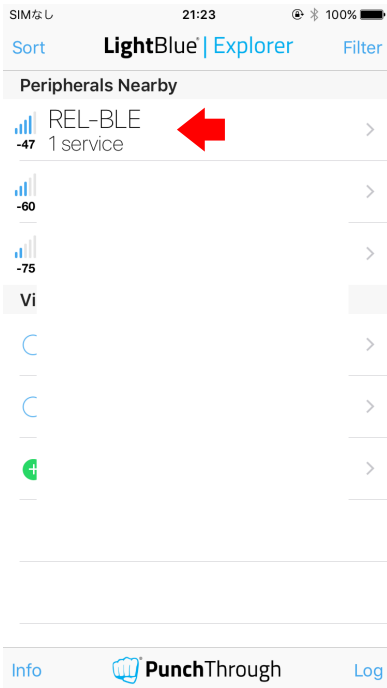 SIMなし 21:23 100%
Sort LightBlue® | Explorer Filter
Peripherals Nearby
REL-BLE
-47 1 service
-60
-75
Vi
Info PunchThrough Log